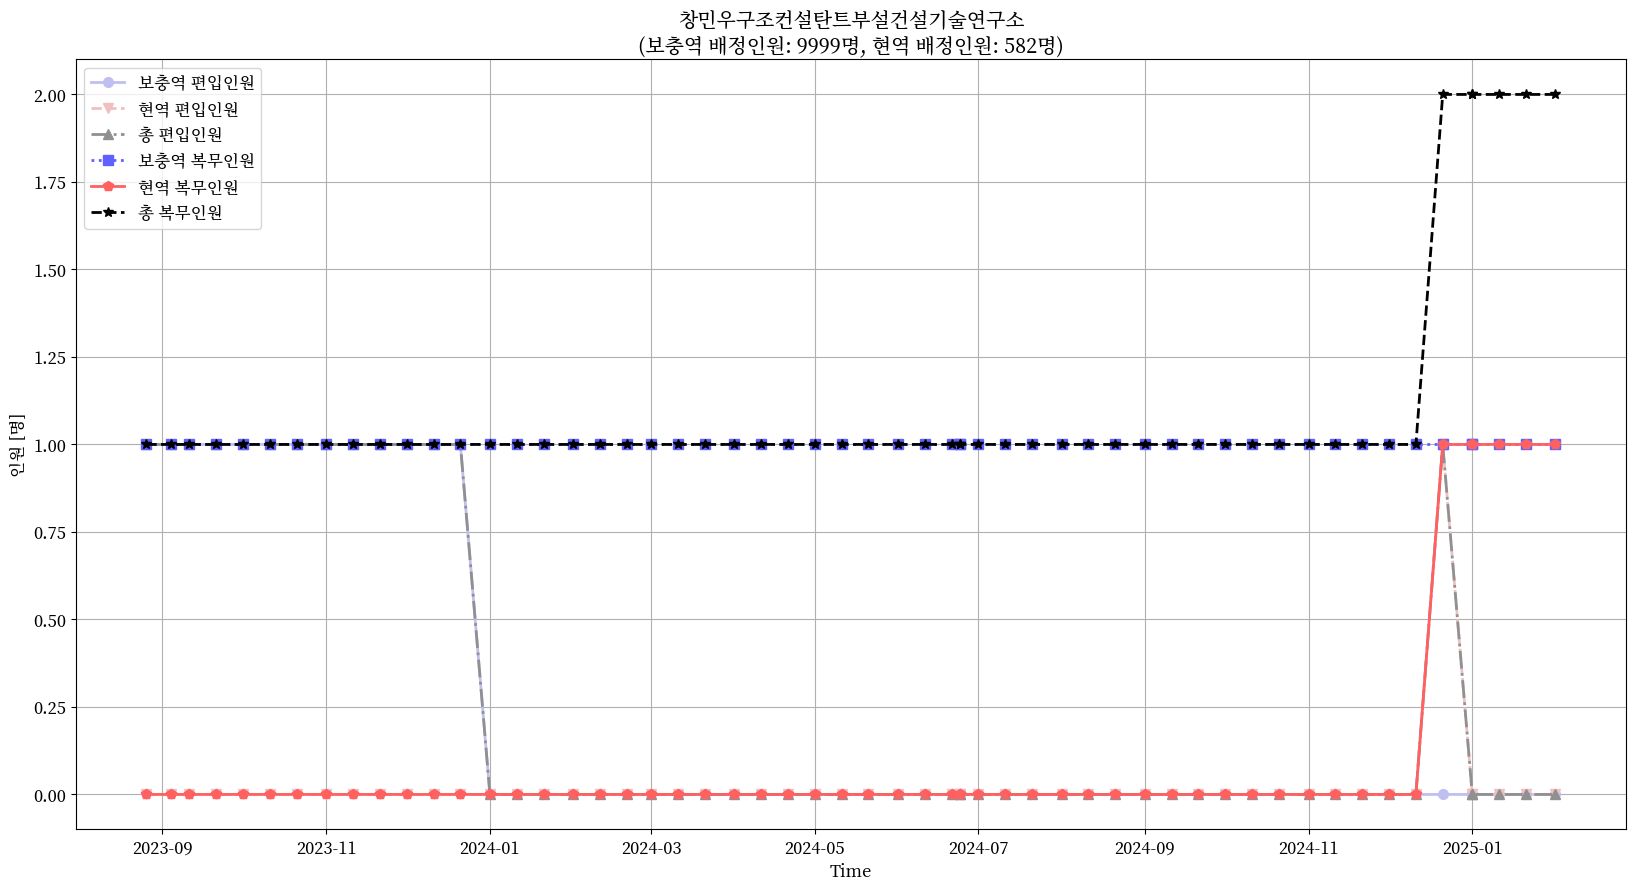 창민우구조컨설탄트부설건설기술연구소
(보충역 배정인원: 9999명, 현역 배정인원: 582명)
보충역 편입인원
현역 편입인원
총 편입인원
보충역 복무인원
현역 복무인원
총 복무인원
2.00
1.75
1.50
1.25
1.00
0.75
0.50
0.25
0.00
인원 [명]
2023-09
2023-11
2024-01
2024-03
2024-05
2024-07
2024-09
2024-11
2025-01
Time